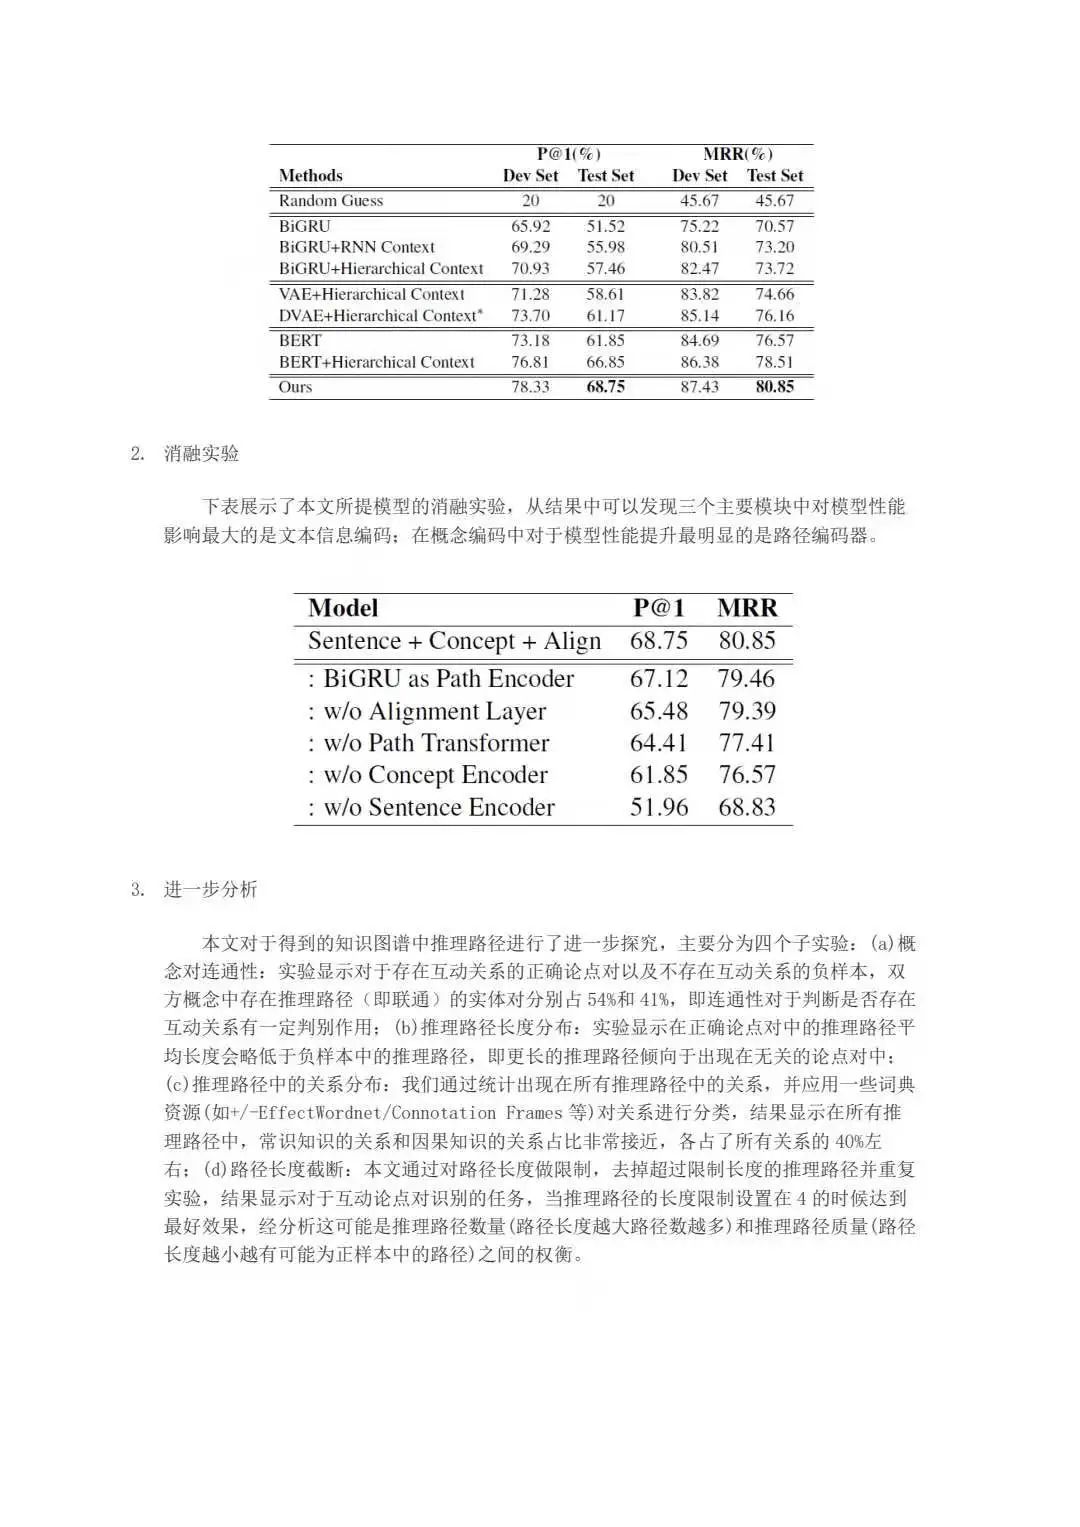 P@1(%) MRR(%)
Methods Dev Set Test Set Dev Set Test Set
Random Guess 20 20 45.67 45.67
BiGRU 65.92 51.52 75.22 70.57
BiGRU+RNN Context 69.29 55.98 80.51 73.20
BiGRU+Hierarchical Context 70.93 57.46 82.47 73.72
VAE+Hierarchical Context 71.28 58.61 83.82 74.66
DVAE+Hierarchical Context* 73.70 61.17 85.14 76.16
BERT 73.18 61.85 84.69 76.57
BERT+Hierarchical Context 76.81 66.85 86.38 78.51
Ours 78.33 68.75 87.43 80.85
2. 消融实验
下表展示了本文所提模型的消融实验，从结果中可以发现三个主要模块中对模型性能
影响最大的是文本信息编码；在概念编码中对于模型性能提升最明显的是路径编码器。
Model P@1 MRR
Sentence + Concept + Align 68.75 80.85
: BiGRU as Path Encoder 67.12 79.46
: w/o Alignment Layer 65.48 79.39
: w/o Path Transformer 64.41 77.41
: w/o Concept Encoder 61.85 76.57
: w/o Sentence Encoder 51.96 68.83
3. 进一步分析
本文对于得到的知识图谱中推理路径进行了进一步探究，主要分为四个子实验：(a)概
念对连通性：实验显示对于存在互动关系的正确论点对以及不存在互动关系的负样本，双
方概念中存在推理路径（即联通）的实体对分别占 54%和 41%，即连通性对于判断是否存在
互动关系有一定判别作用；(b)推理路径长度分布：实验显示在正确论点对中的推理路径平
均长度会略低于负样本中的推理路径，即更长的推理路径倾向于出现在无关的论点对中；
(c)推理路径中的关系分布：我们通过统计出现在所有推理路径中的关系，并应用一些词典
资源(如+/-EffectWordnet/Connotation Frames 等)对关系进行分类，结果显示在所有推
理路径中，常识知识的关系和因果知识的关系占比非常接近，各占了所有关系的 40%左
右；(d)路径长度截断：本文通过对路径长度做限制，去掉超过限制长度的推理路径并重复
实验，结果显示对于互动论点对识别的任务，当推理路径的长度限制设置在 4 的时候达到
最好效果，经分析这可能是推理路径数量(路径长度越大路径数越多)和推理路径质量(路径
长度越小越有可能为正样本中的路径)之间的权衡。